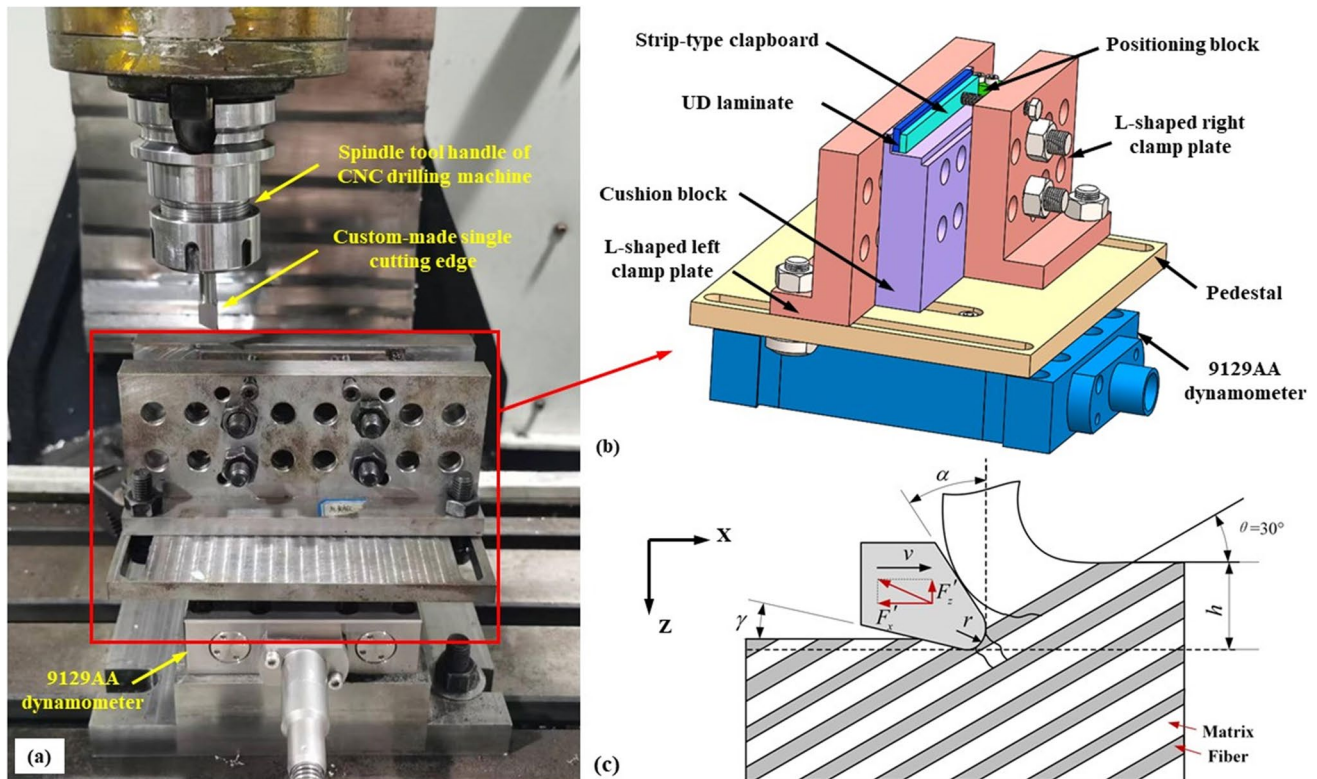 Spindle tool handle of
CNC drilling machine
Custom-made single
cutting edge
9129AA
dynamometer
(a)
Strip-type clapboard
Positioning block
UD laminate
L-shaped right
clamp plate
Cushion block
L-shaped left
clamp plate
Pedestal
9129AA
dynamometer
(b)
X
Z
α
θ=30°
v
F'z
F'x
r
γ
h
Matrix
Fiber
(c)